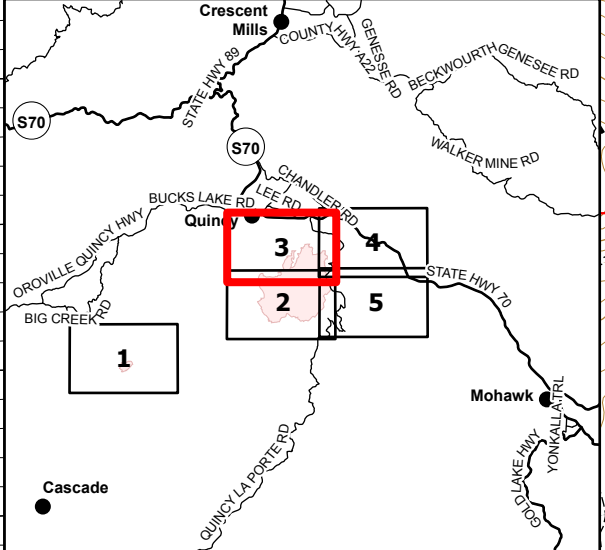 Crescent
Mills
COUNTY HWY A22
GENESSE RD
STATE HWY 89
BECKWOURTH GENESEE RD
S70
WALKER MINE RD
S70
CHANDLER RD
LEE RD
BUCKS LAKE RD
Quincy
OROVILLE QUINCY HWY
3
4
STATE HWY 70
BIG CREEK RD
2
5
1
Mohawk
YONKALLA TRL
GOLD LAKE HWY
QUINCY LA PORTE RD
Cascade